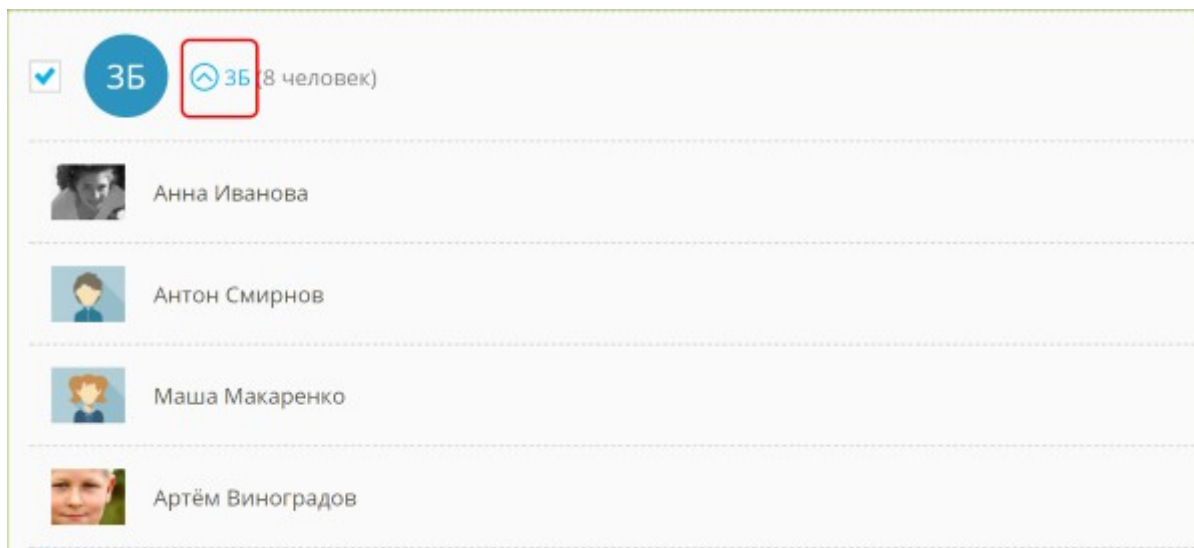 3Б 3Б (8 человек)
Анна Иванова
Антон Смирнов
Маша Макаренко
Артём Виноградов